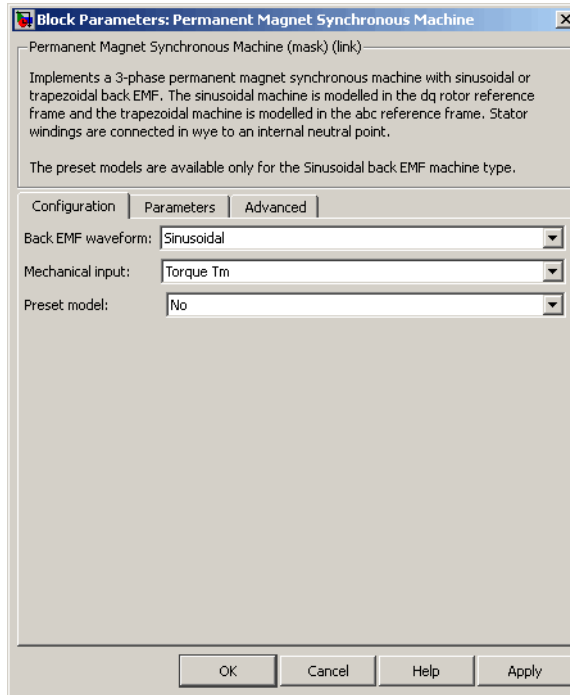 Block Parameters: Permanent Magnet Synchronous Machine
Permanent Magnet Synchronous Machine (mask) (link)
Implements a 3-phase permanent magnet synchronous machine with sinusoidal or
trapezoidal back EMF. The sinusoidal machine is modelled in the dq rotor reference
frame and the trapezoidal machine is modelled in the abc reference frame. Stator
windings are connected in wye to an internal neutral point.
The preset models are available only for the Sinusoidal back EMF machine type.
Configuration Parameters Advanced
Back EMF waveform: Sinusoidal
Mechanical input: Torque Tm
Preset model: No
OK Cancel Help Apply